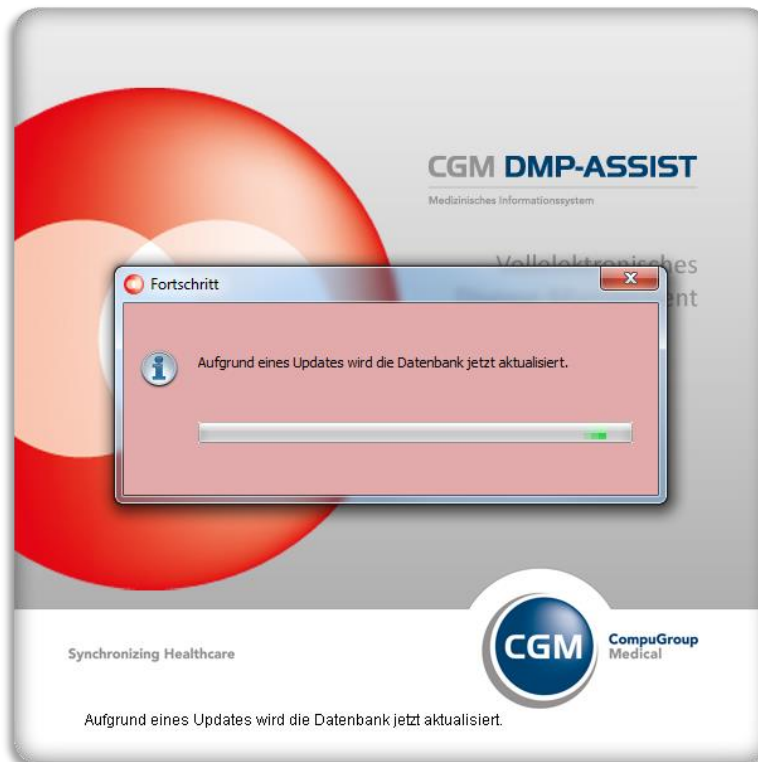 CGM DMP-ASSIST
Medizinisches Informationssystem
Vollelektronisches
Fortschritt
Aufgrund eines Updates wird die Datenbank jetzt aktualisiert.
Synchronizing Healthcare
CGM
CompuGroup
Medical
Aufgrund eines Updates wird die Datenbank jetzt aktualisiert.